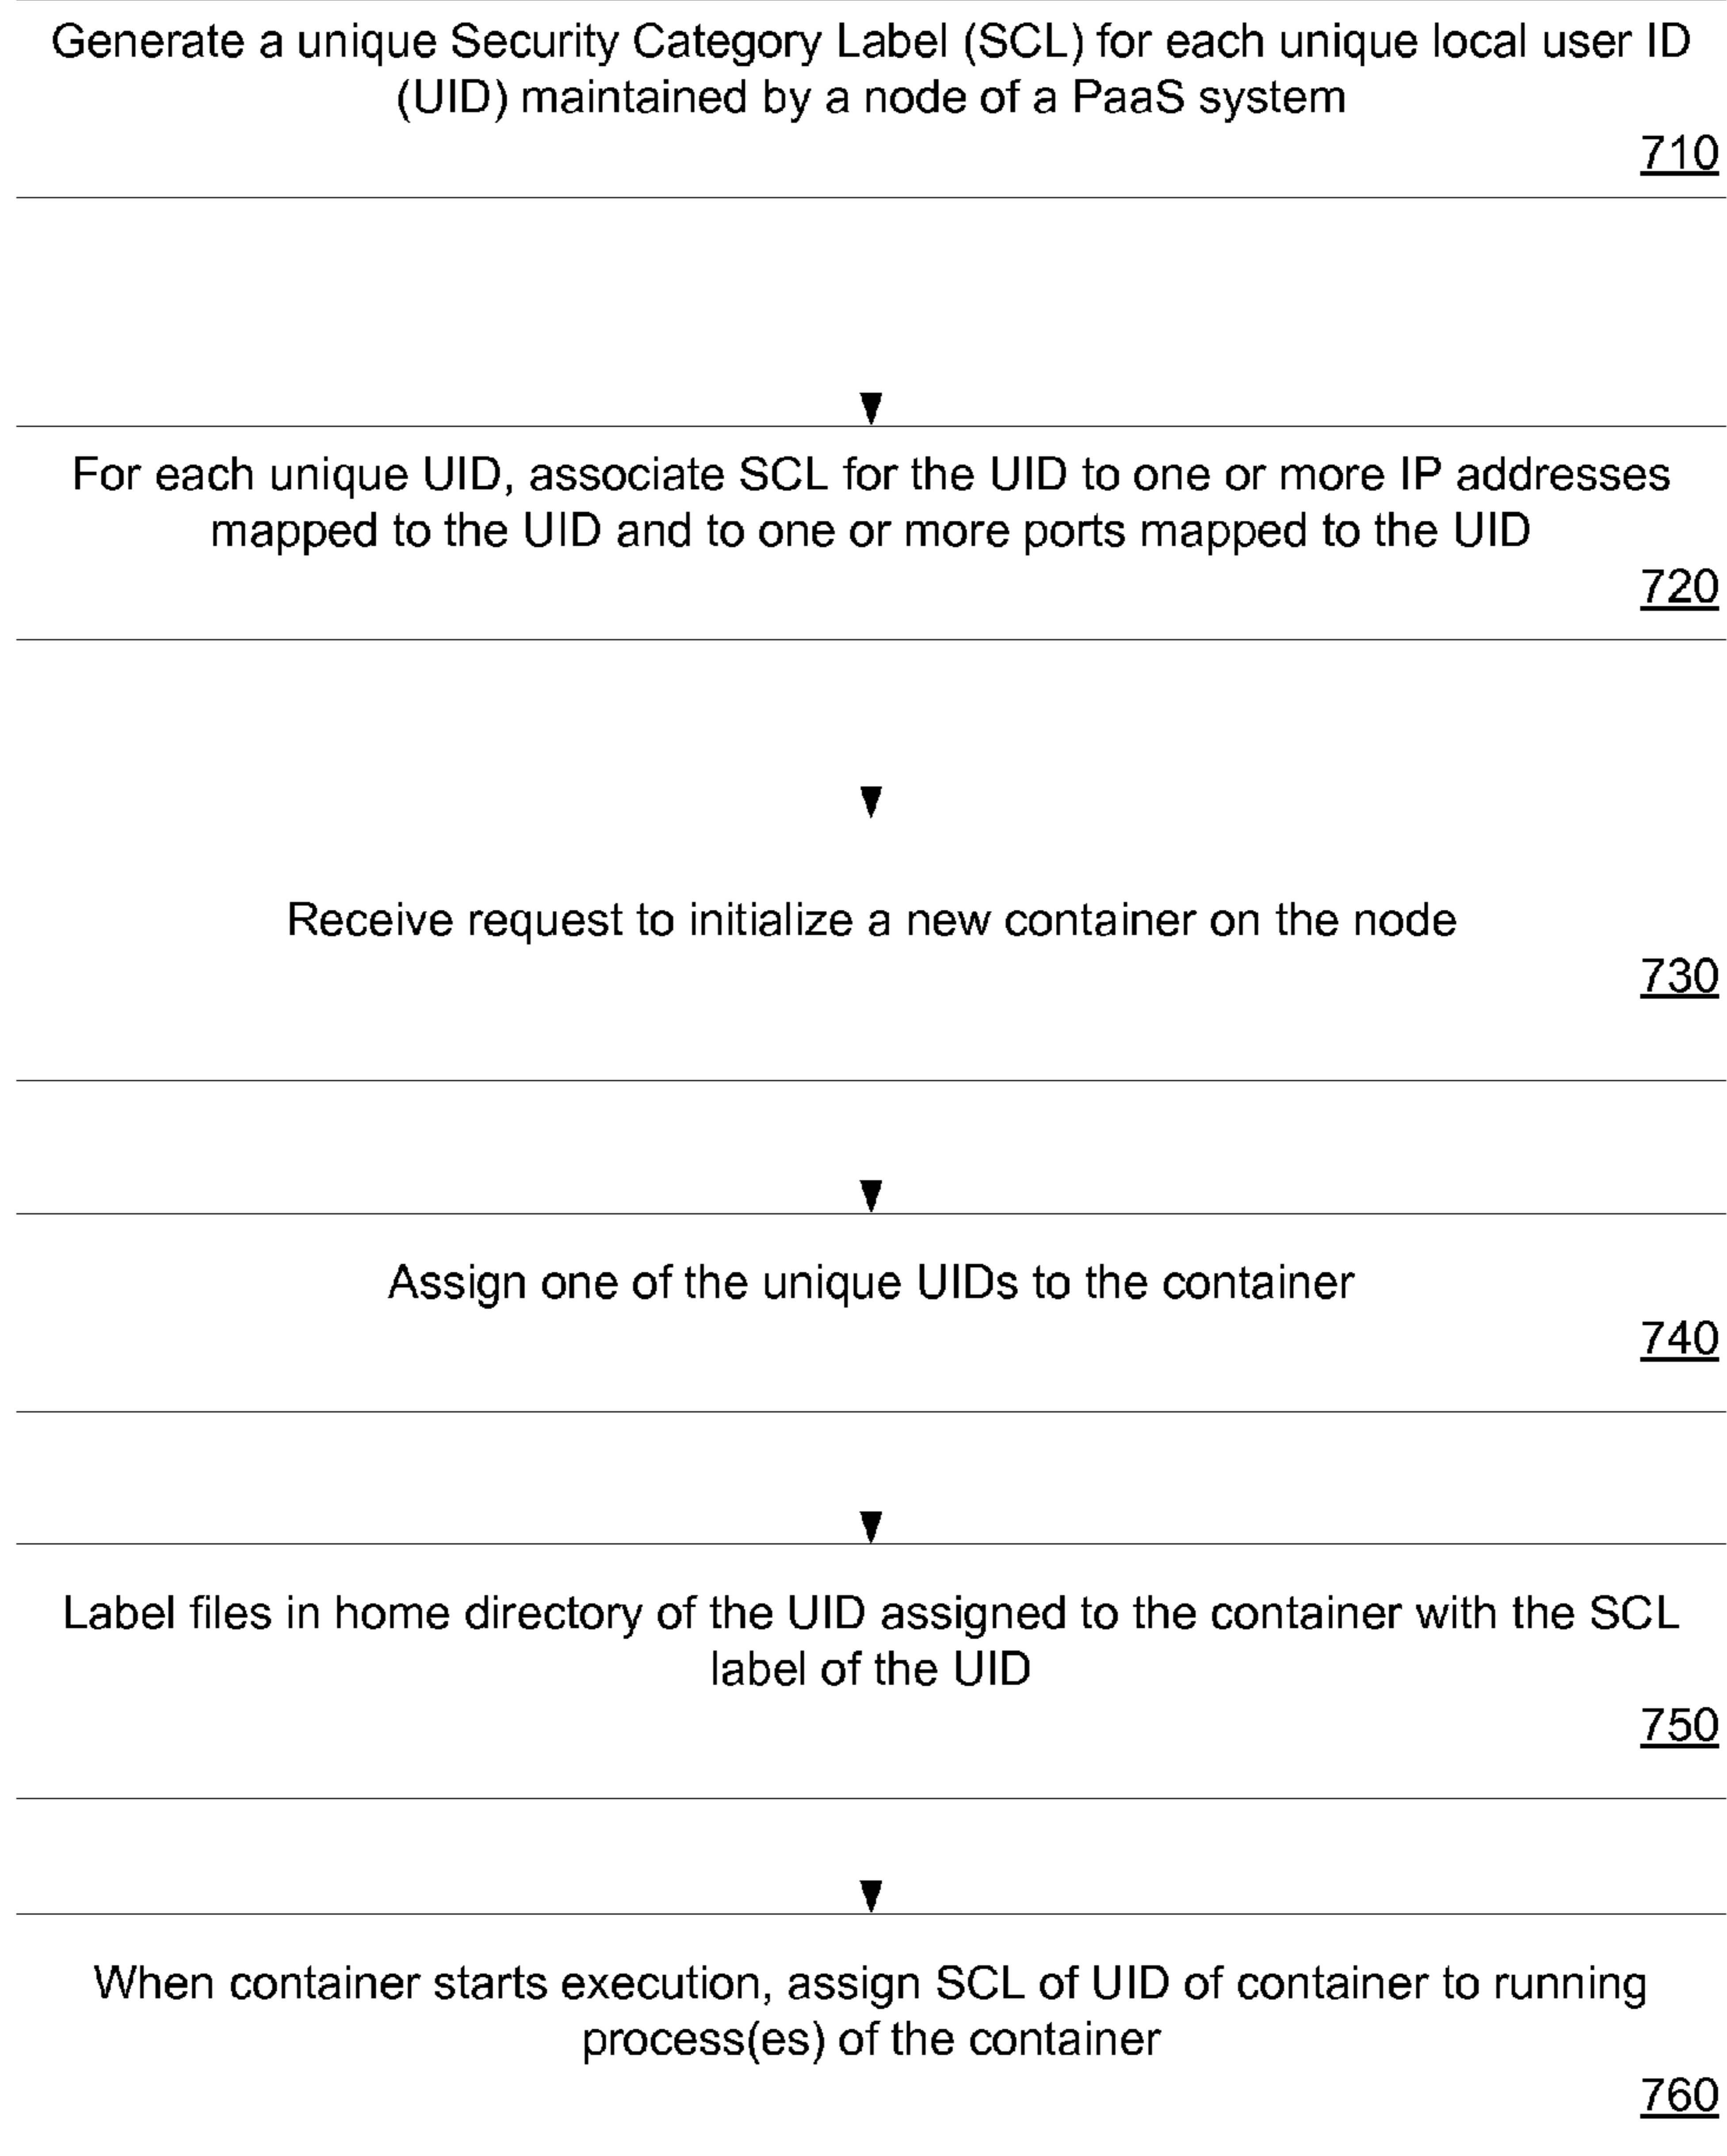 Generate a unique Security Category Label (SCL) for each unique local user ID
(UID) maintained by a node of a PaaS system
710
For each unique UID, associate SCL for the UID to one or more IP addresses
mapped to the UID and to one or more ports mapped to the UID
720
Receive request to initialize a new container on the node
730
Assign one of the unique UIDs to the container
740
Label files in home directory of the UID assigned to the container with the SCL
label of the UID
750
When container starts execution, assign SCL of UID of container to running
process(es) of the container
760